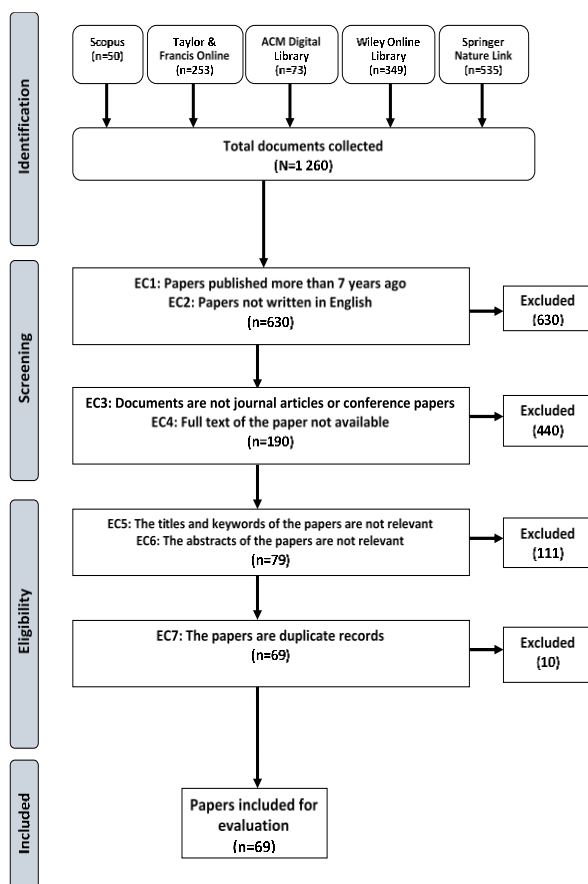 Identification
Scopus
(n=50)
Taylor &
Francis Online
(n=253)
ACM Digital
Library
(n=73)
Wiley Online
Library
(n=349)
Springer
Nature Link
(n=535)
Total documents collected
(N=1 260)
Screening
EC1: Papers published more than 7 years ago
EC2: Papers not written in English
(n=630)
Excluded
(630)
EC3: Documents are not journal articles or conference papers
EC4: Full text of the paper not available
(n=190)
Excluded
(440)
Eligibility
EC5: The titles and keywords of the papers are not relevant
EC6: The abstracts of the papers are not relevant
(n=79)
Excluded
(111)
EC7: The papers are duplicate records
(n=69)
Excluded
(10)
Included
Papers included for
evaluation
(n=69)